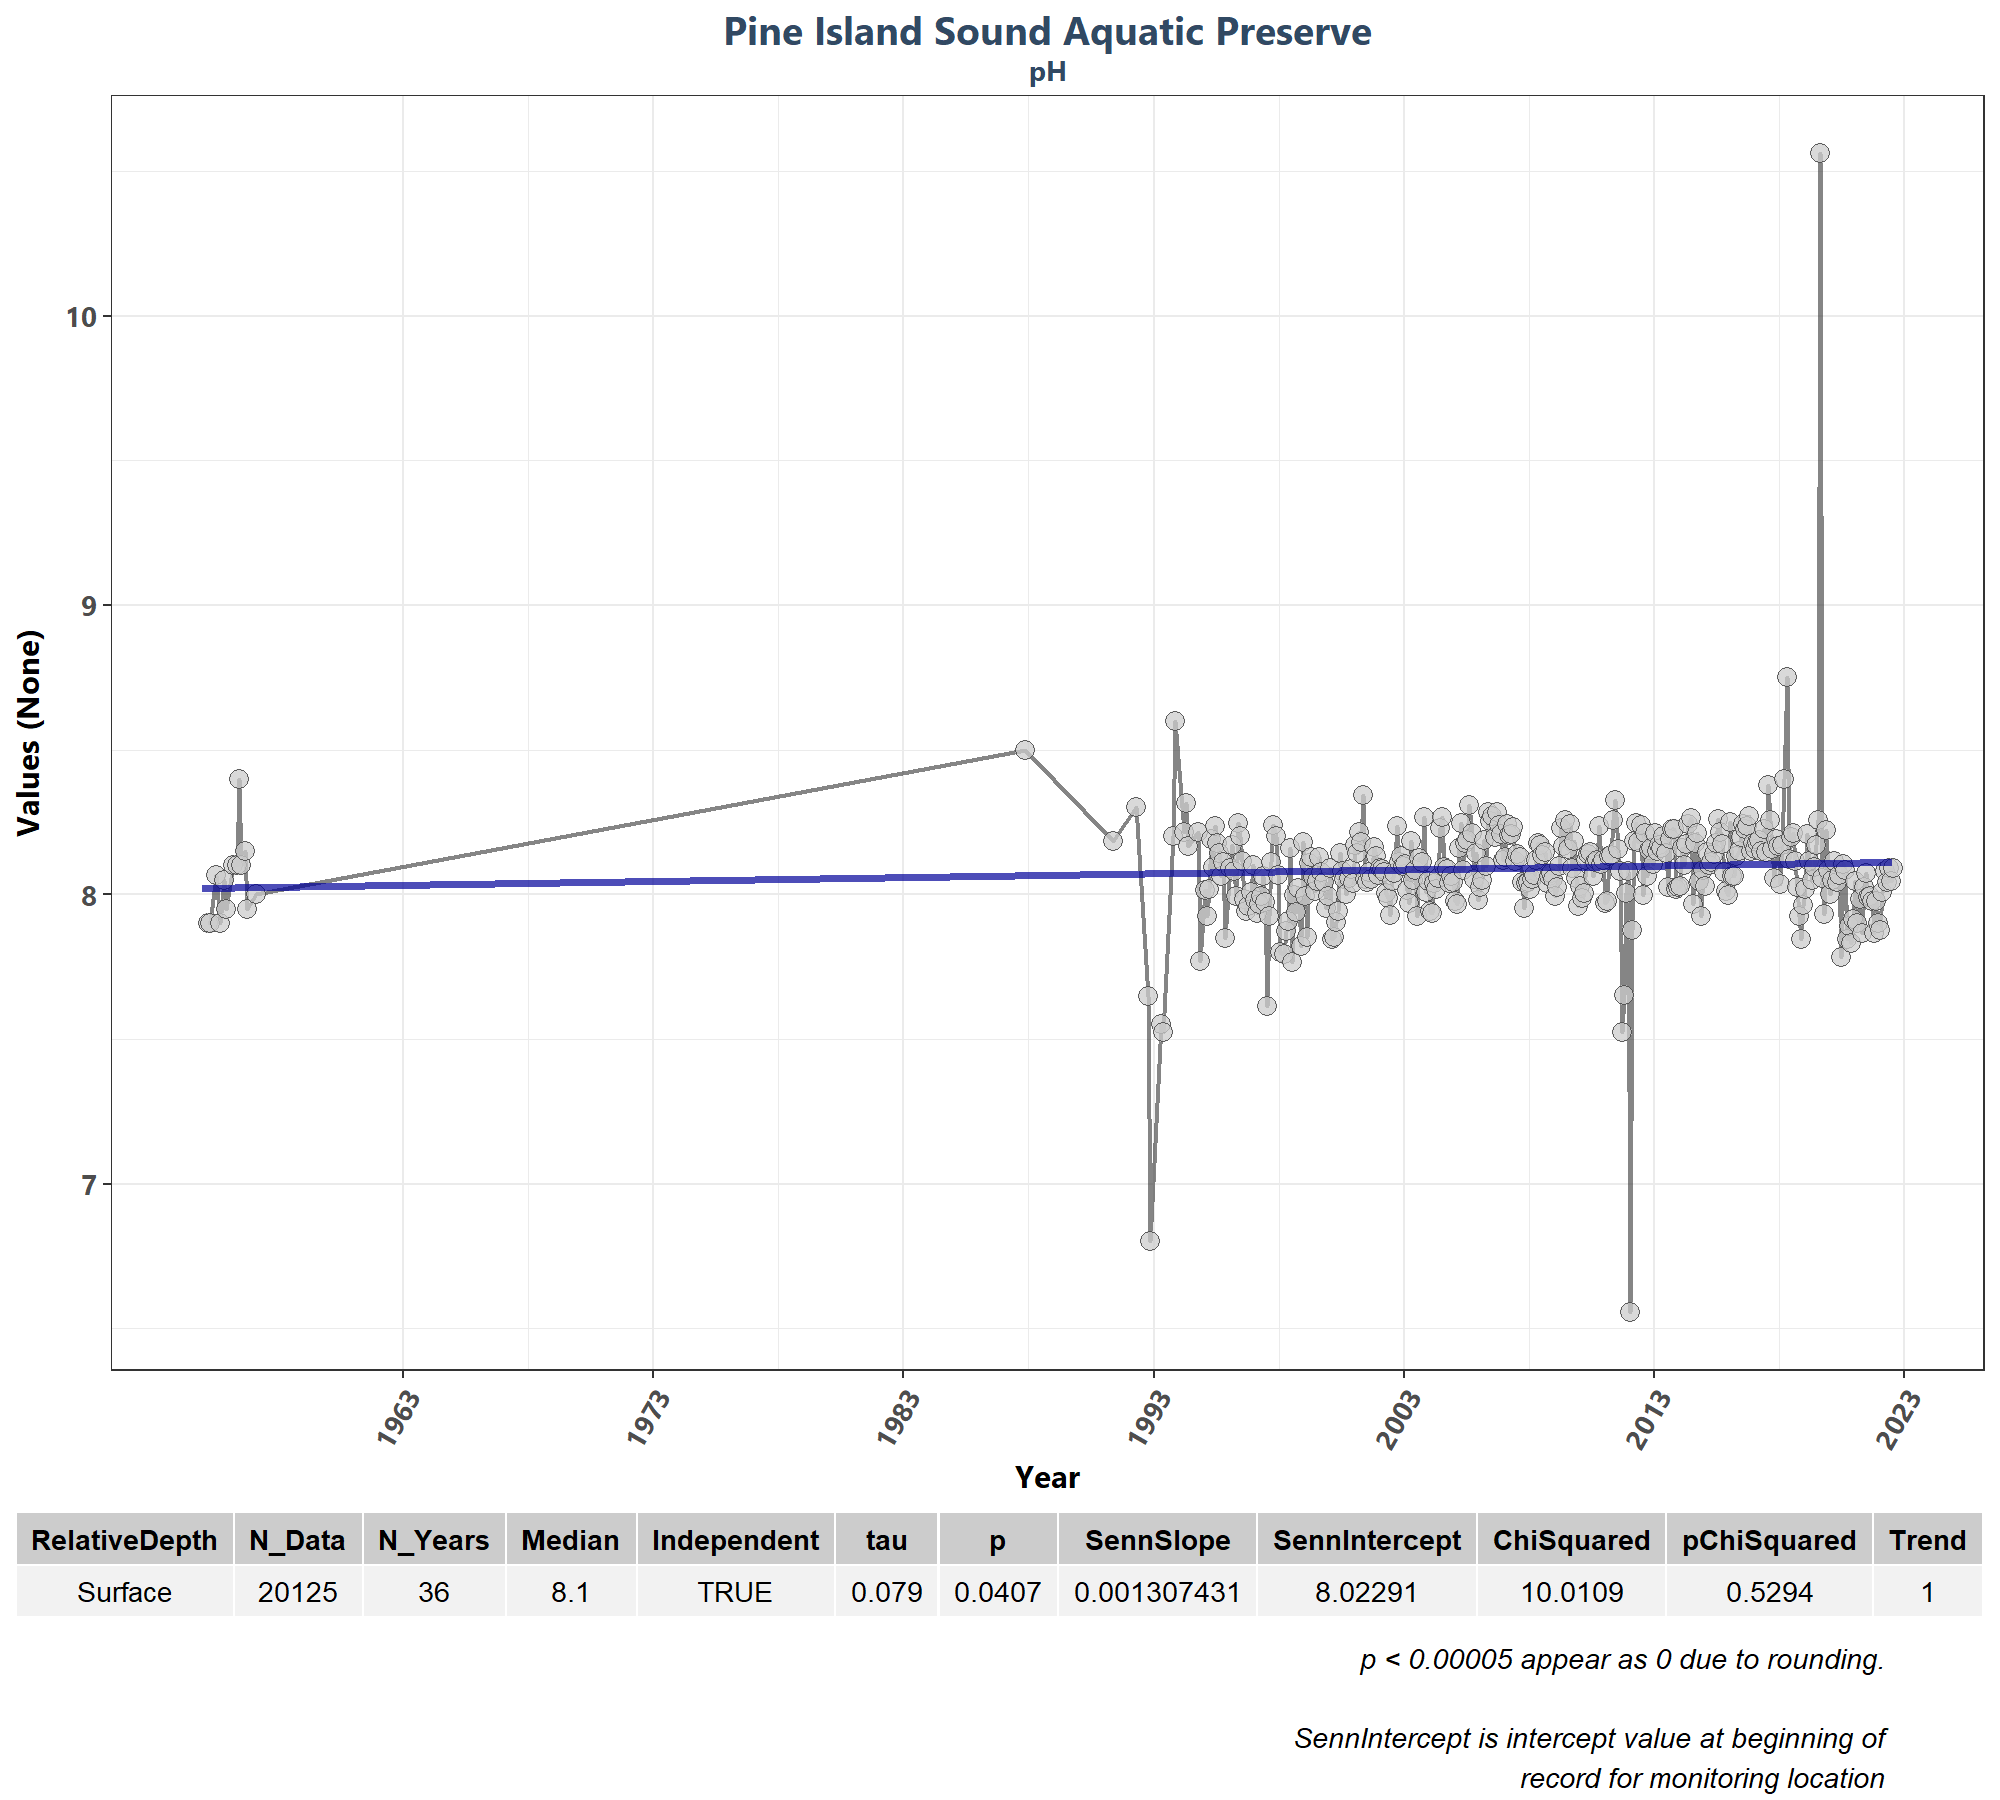 Pine Island Sound Aquatic Preserve
pH
10
9
8
7
Values (None)
1963 1973 1983 1993 2003 2013 2023
Year
RelativeDepth N_Data N_Years Median Independent tau p SennSlope SennIntercept ChiSquared pChiSquared Trend
Surface 20125 36 8.1 TRUE 0.079 0.0407 0.001307431 8.02291 10.0109 0.5294 1
p < 0.00005 appear as 0 due to rounding.
SennIntercept is intercept value at beginning of
record for monitoring location